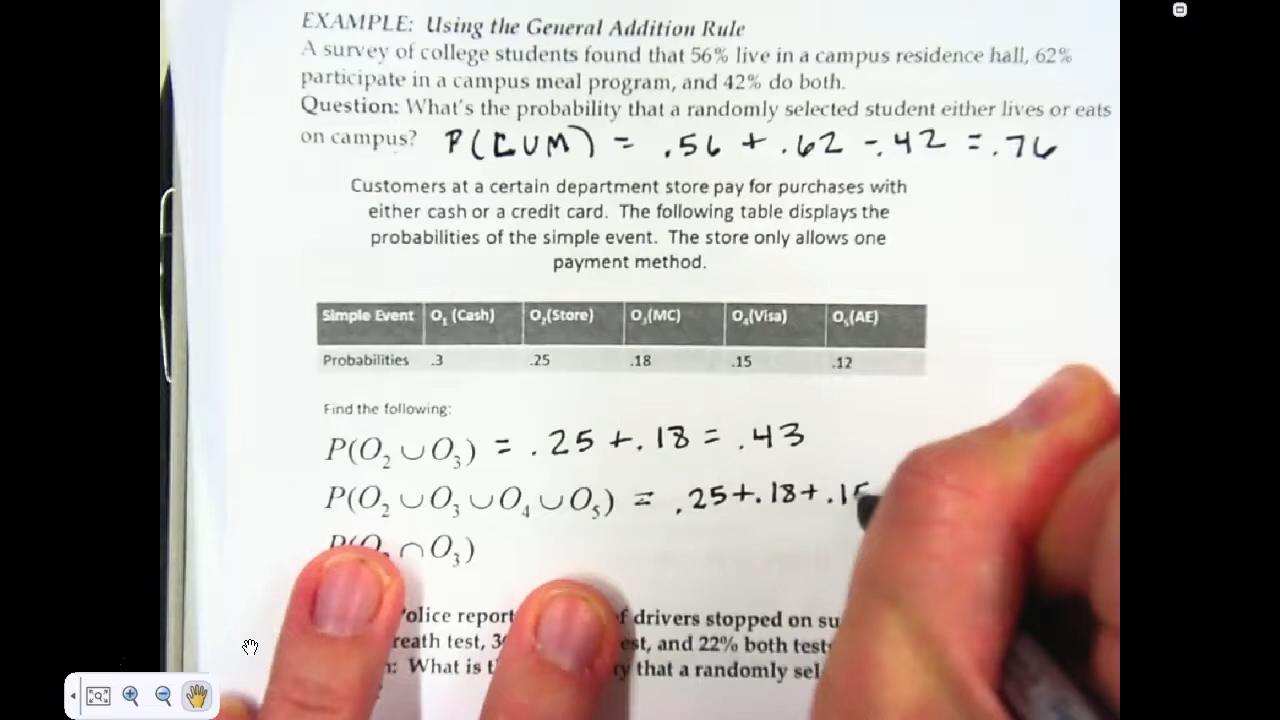 EXAMPLE: Using the General Addition Rule
A survey of college students found that 56% live in a campus residence hall, 62%
participate in a campus meal program, and 42% do both.
Question: What's the probability that a randomly selected student either lives or eats
on campus? P(L∪M) = .56 + .62 - .42 = .76
Customers at a certain department store pay for purchases with
either cash or a credit card. The following table displays the
probabilities of the simple event. The store only allows one
payment method.
Simple Event O₁ (Cash) O₂(Store) O₃(MC) O₄(Visa) O₅(AE)
Probabilities .3 .25 .18 .15 .12
Find the following:
P(O₂ ∪ O₃) = .25 + .18 = .43
P(O₂ ∪ O₃ ∪ O₄ ∪ O₅) = .25+.18+.15
∩ O₃)
drivers stopped on
and 22% both
What is that a randomly